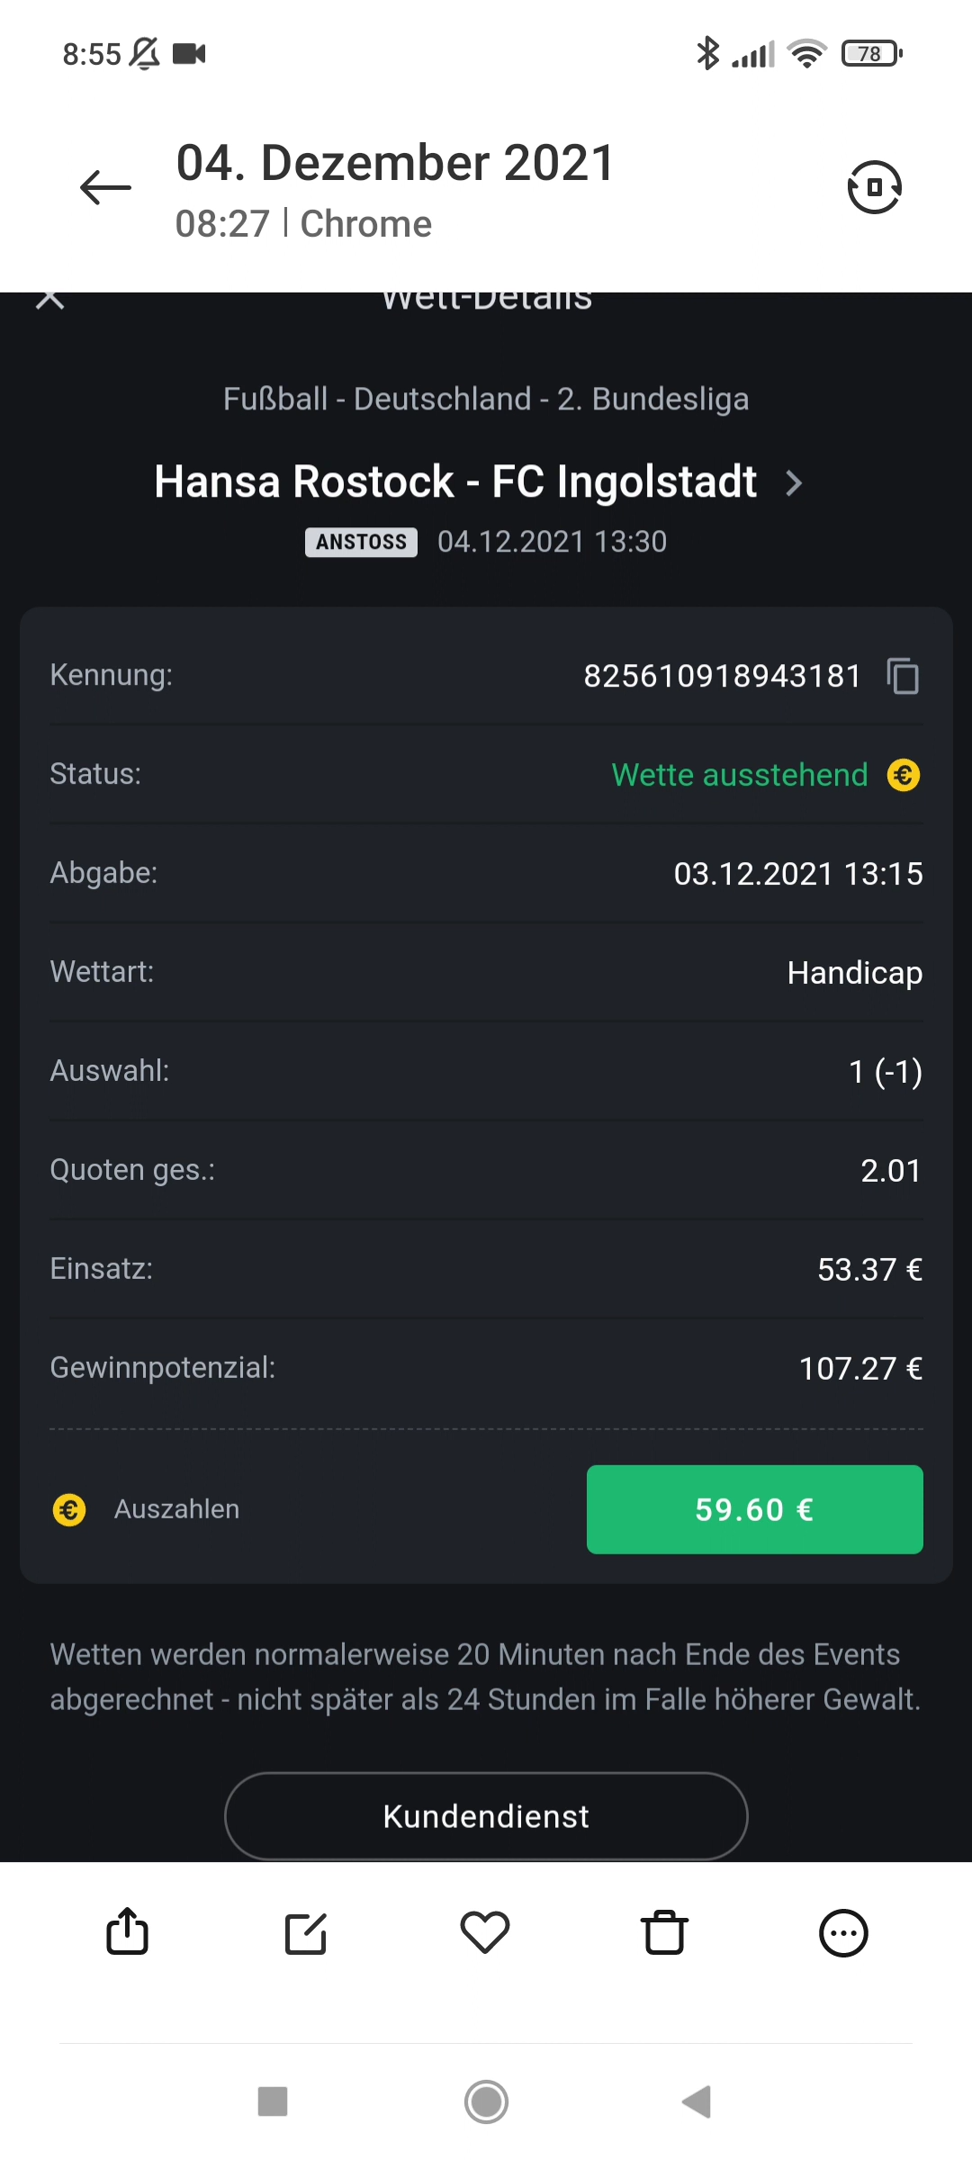 8:55
78
04. Dezember 2021
08:27 | Chrome
Wett-Details
Fußball - Deutschland - 2. Bundesliga
Hansa Rostock - FC Ingolstadt
ANSTOSS 04.12.2021 13:30
Kennung: 825610918943181
Status: Wette ausstehend €
Abgabe: 03.12.2021 13:15
Wettart: Handicap
Auswahl: 1 (-1)
Quoten ges.: 2.01
Einsatz: 53.37 €
Gewinnpotenzial: 107.27 €
€ Auszahlen 59.60 €
Wetten werden normalerweise 20 Minuten nach Ende des Events
abgerechnet - nicht später als 24 Stunden im Falle höherer Gewalt.
Kundendienst